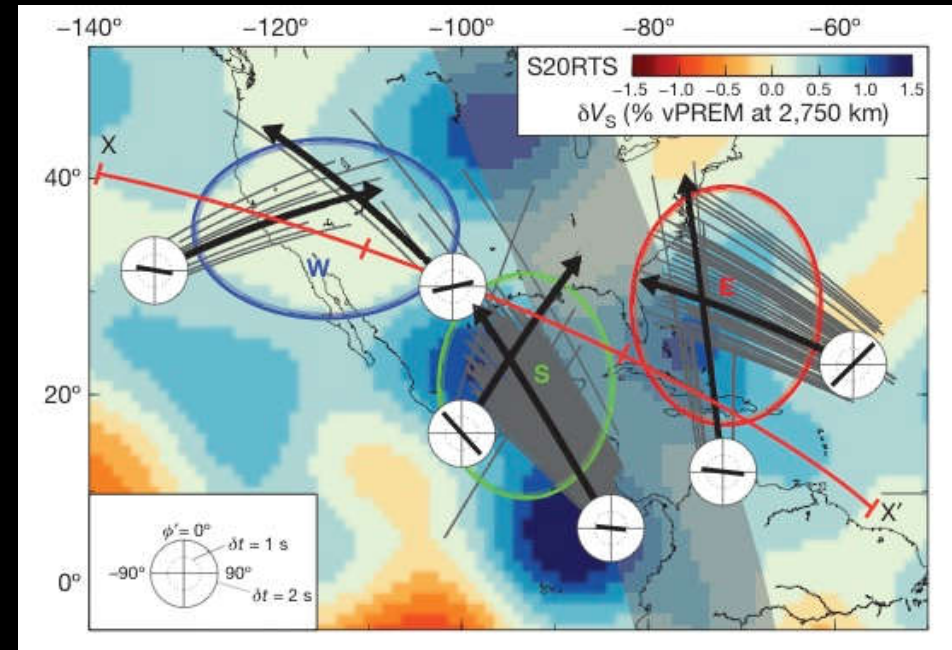 −140° −120° −100° −80° −60°
S20RTS
−1.5 −1.0 −0.5 0.0 0.5 1.0 1.5
δVS (% vPREM at 2,750 km)
X
40°
W
E
S
20°
X′
ϕ′= 0°
δt = 1 s
−90° 90°
δt = 2 s
0°